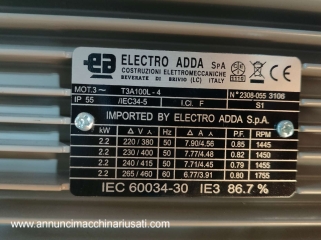 ea ELECTRO ADDA SpA
COSTRUZIONI ELETTROMECCANICHE
BEVERATE DI BRIVIO (LC) ITALY
MOT.3~ T3A100L - 4 N° 2308-055 3106
IP 55 /IEC34-5 I.Cl. F S1
IMPORTED BY ELECTRO ADDA S.p.A.
kW Δ V Y Hz Δ A Y P.F. RPM
2.2 220 / 380 50 7.90/4.56 0.85 1445
2.2 230 / 400 50 7.77/4.48 0.82 1450
2.2 240 / 415 50 7.71/4.45 0.79 1455
2.2 265 / 460 60 6.77/3.91 0.80 1755
IEC 60034-30 IE3 86.7 %
www.annuncimacchinariusati.com